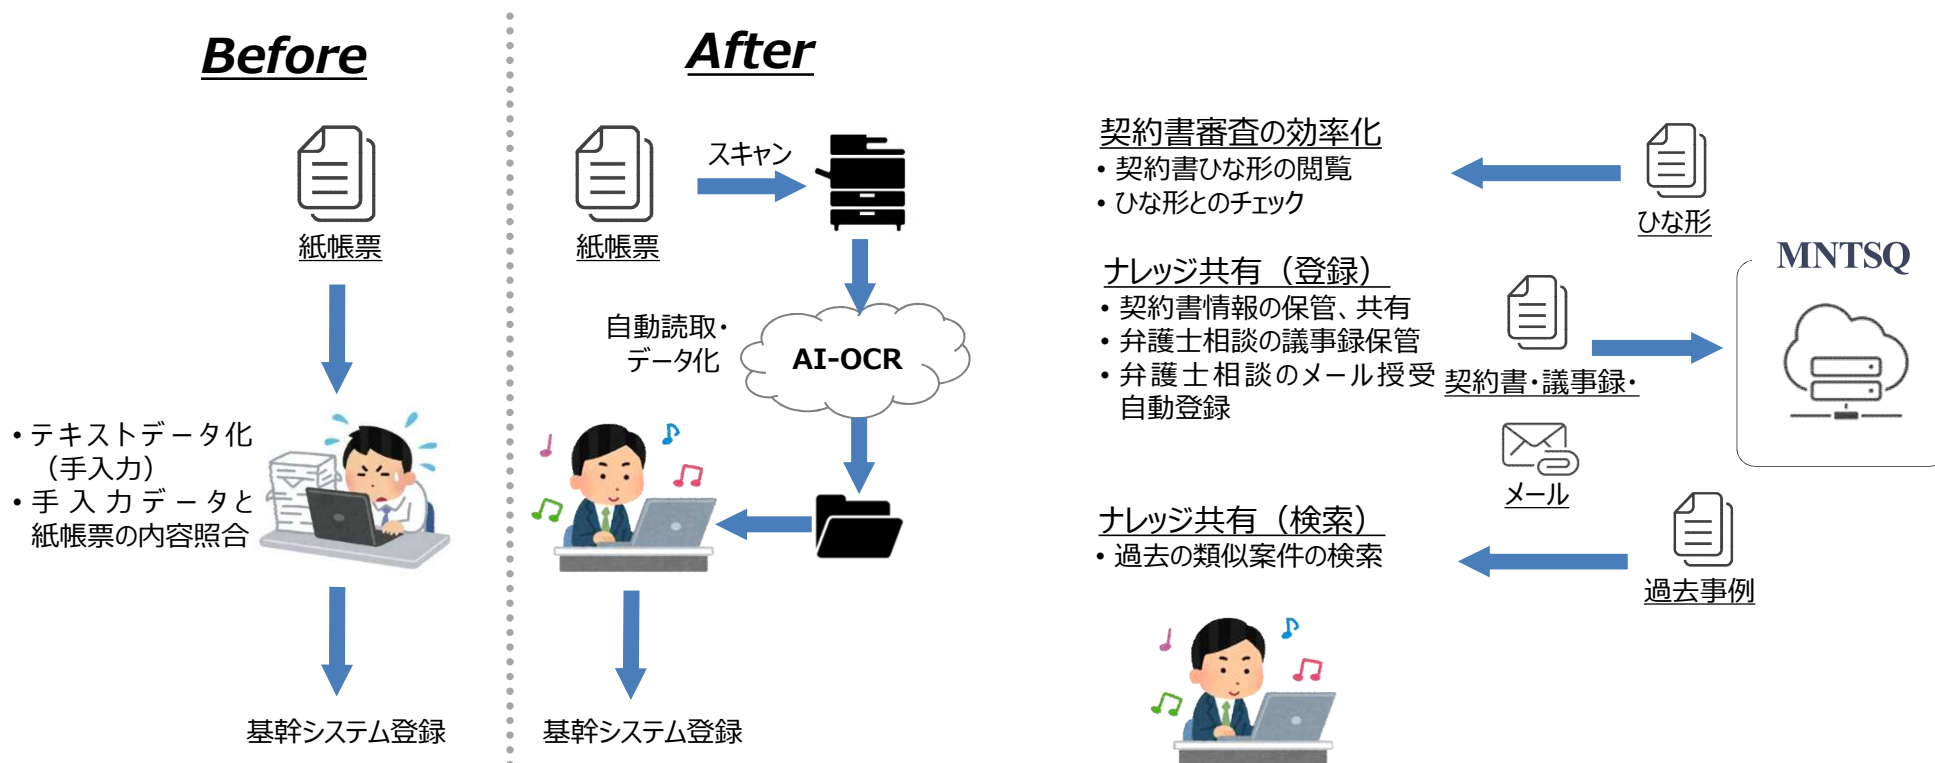 Before
紙帳票
・テキストデータ化
（手入力）
・手入力データと
紙帳票の内容照合
基幹システム登録
After
紙帳票
スキャン
自動読取・
データ化
AI-OCR
基幹システム登録
契約書審査の効率化
・契約書ひな形の閲覧
・ひな形とのチェック
ひな形
ナレッジ共有（登録）
・契約書情報の保管、共有
・弁護士相談の議事録保管
・弁護士相談のメール授受
自動登録
契約書・議事録・
メール
MNTSQ
ナレッジ共有（検索）
・過去の類似案件の検索
過去事例